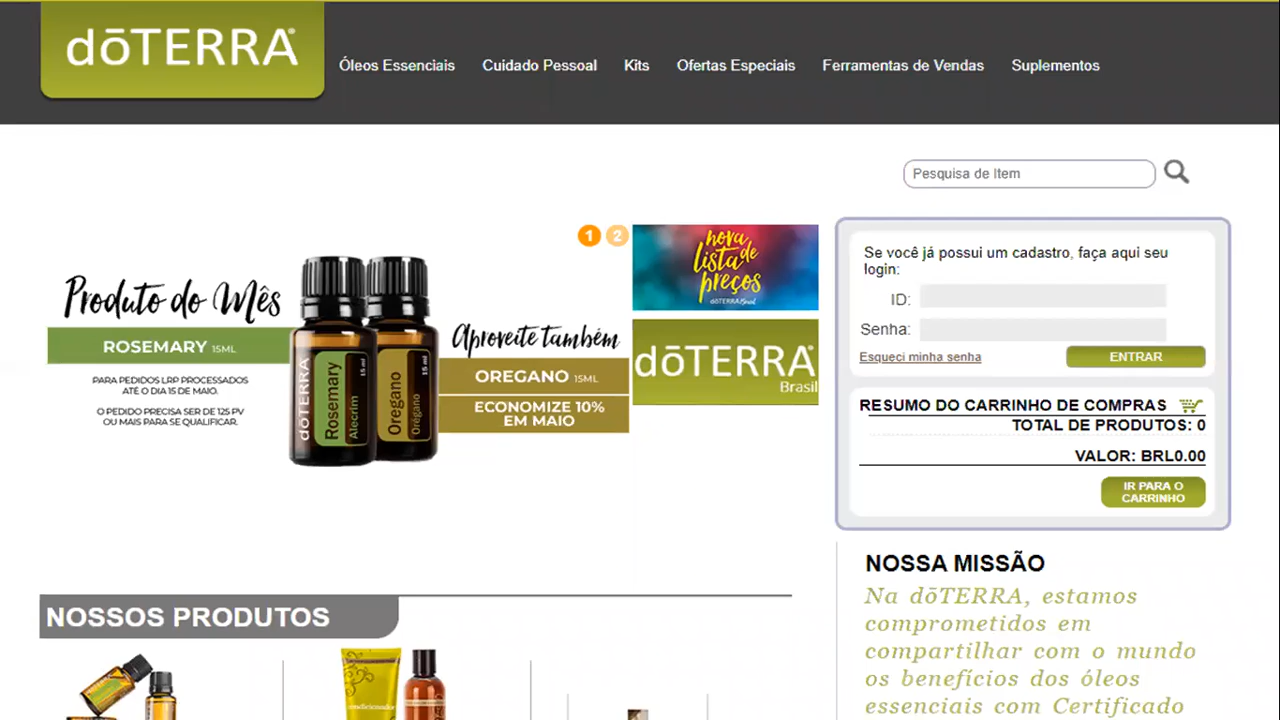 dōTERRA®
Óleos Essenciais
Cuidado Pessoal
Kits
Ofertas Especiais
Ferramentas de Vendas
Suplementos
Pesquisa de Item
Produto do Mês
ROSEMARY 15ML
PARA PEDIDOS LRP PROCESSADOS
ATÉ O DIA 15 DE MAIO.
O PEDIDO PRECISA SER DE 125 PV
OU MAIS PARA SE QUALIFICAR.
dōTERRA
Rosemary
Alecrim
15 ml
Oregano
Orégano
15 ml
Aproveite também
OREGANO 15ML
ECONOMIZE 10%
EM MAIO
1 2
nova
lista de
preços
dōTERRA Brasil
dōTERRA®
Brasil
Se você já possui um cadastro, faça aqui seu
login:
ID:
Senha:
Esqueci minha senha
ENTRAR
RESUMO DO CARRINHO DE COMPRAS
TOTAL DE PRODUTOS: 0
VALOR: BRL0.00
IR PARA O
CARRINHO
NOSSA MISSÃO
Na dōTERRA, estamos
comprometidos em
compartilhar com o mundo
os benefícios dos óleos
essenciais com Certificado
NOSSOS PRODUTOS
condicionador